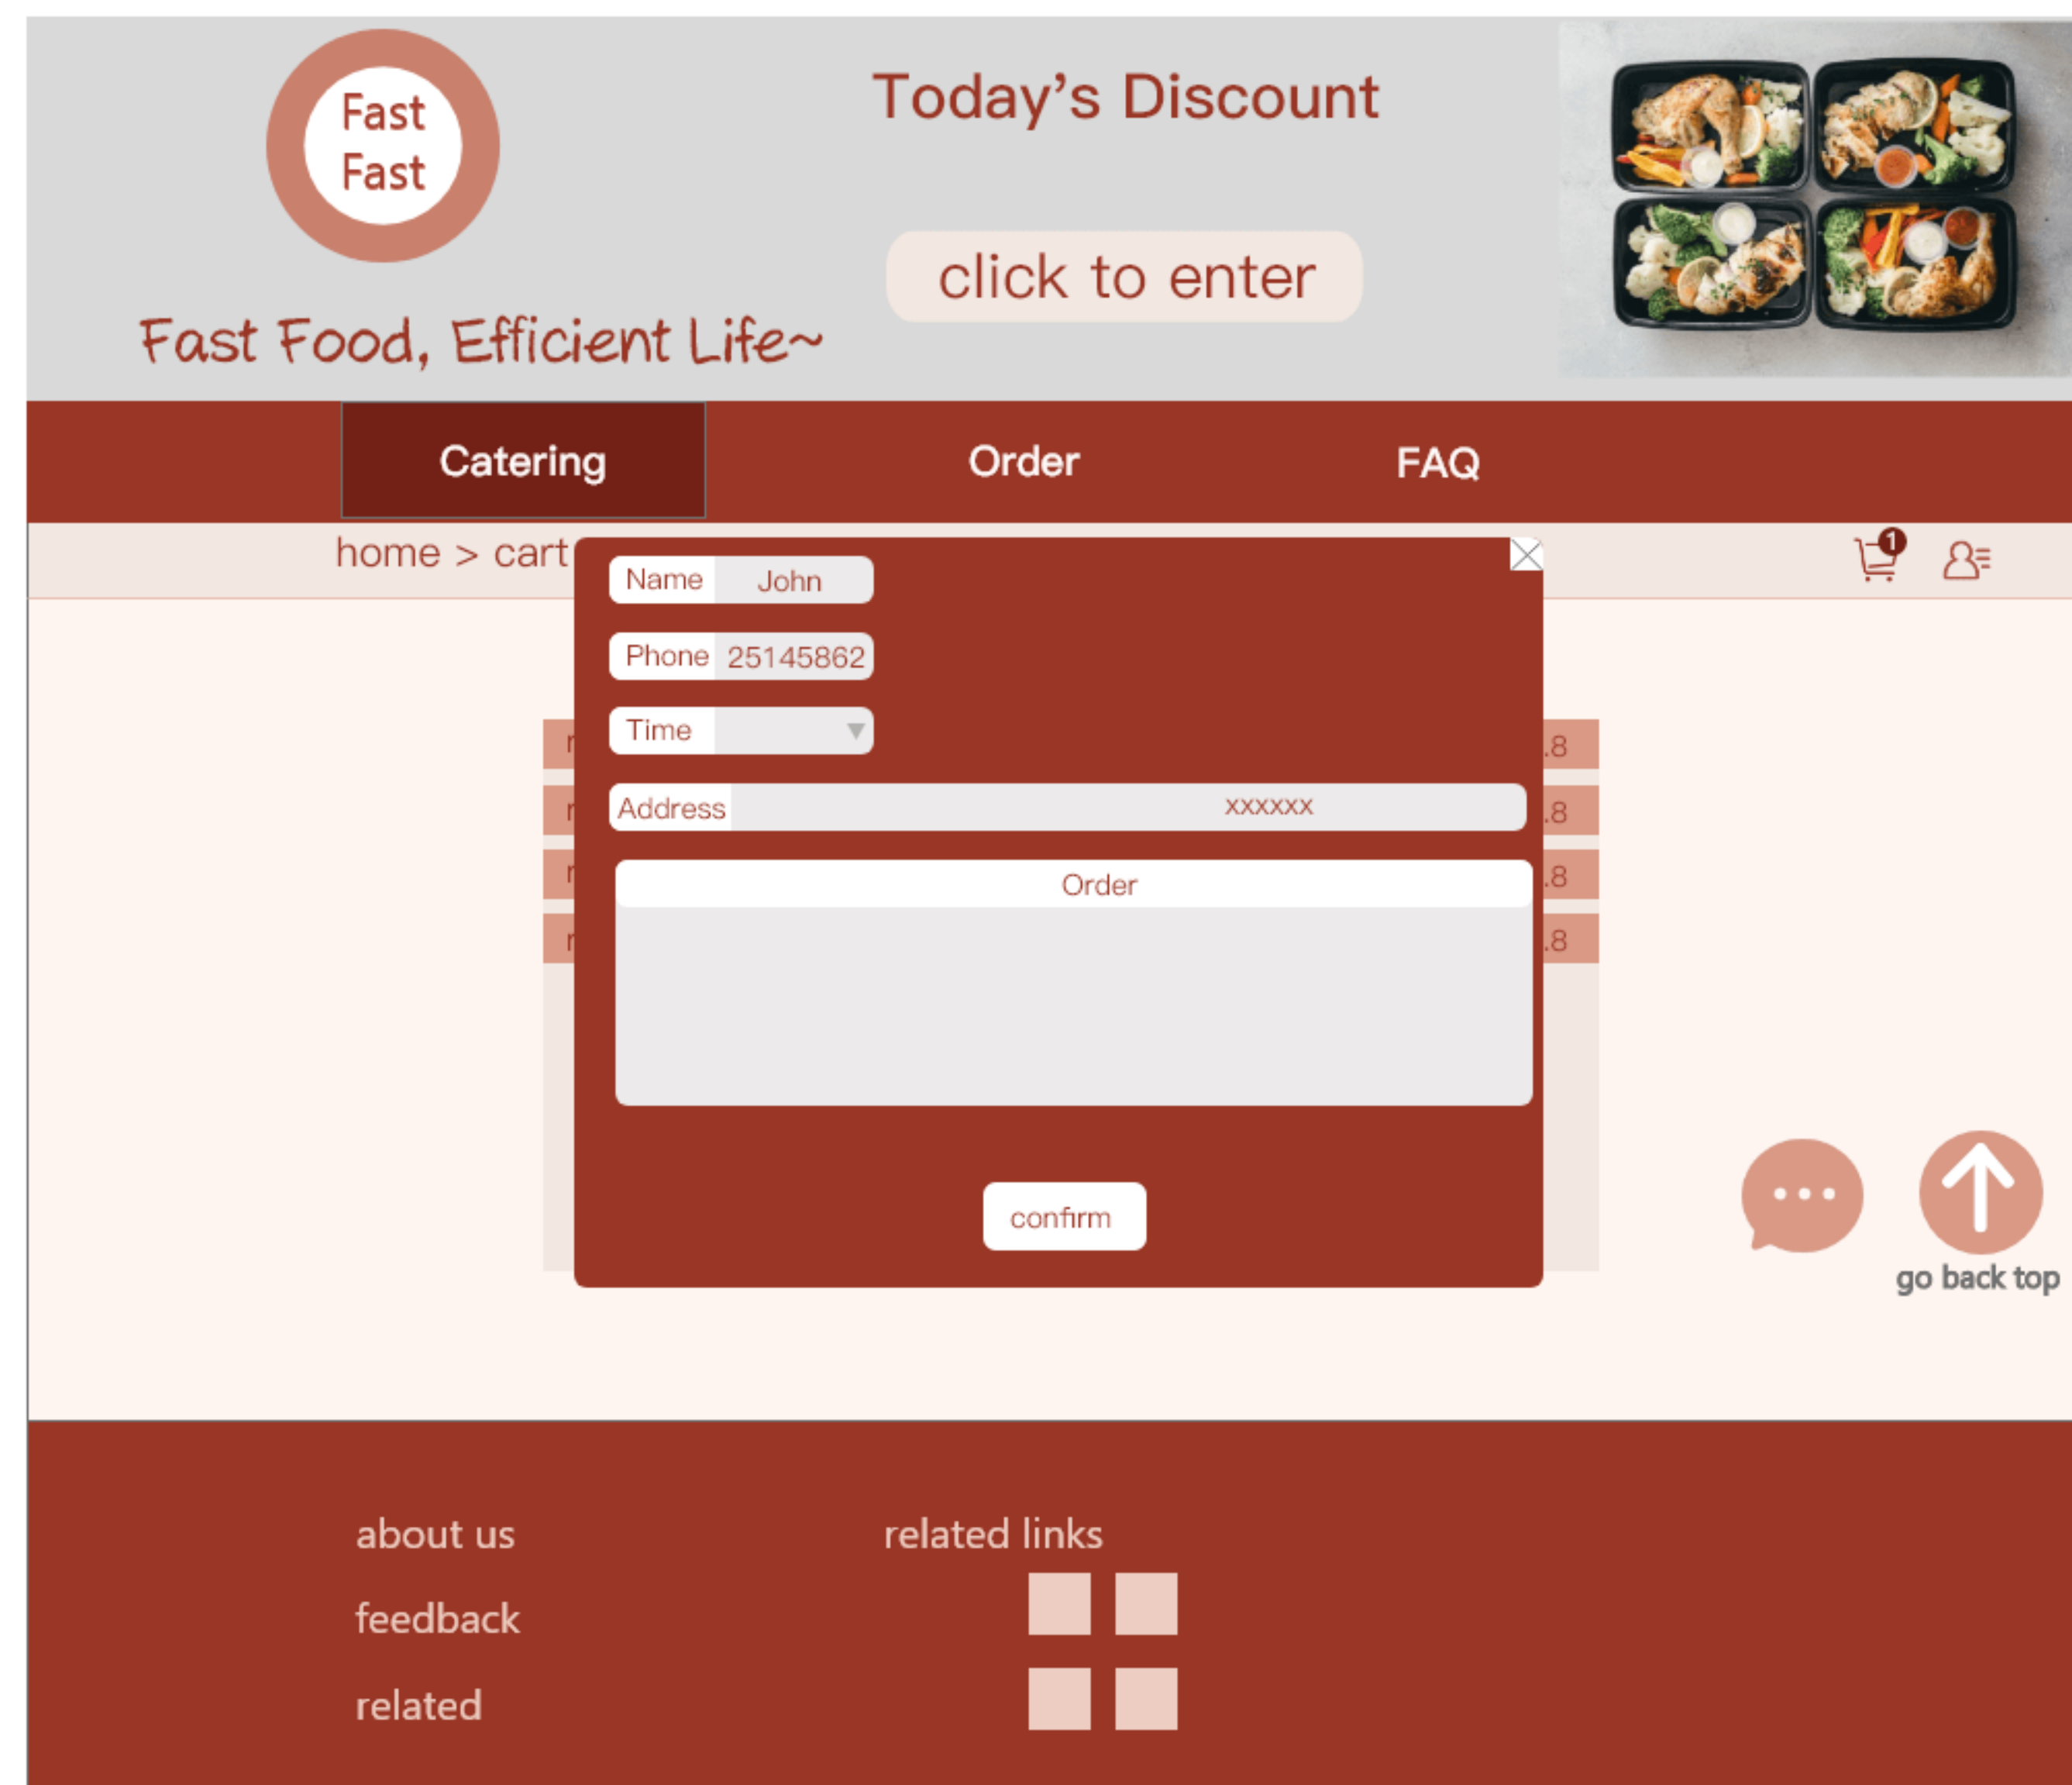 Fast
Fast
Fast Food, Efficient Life~
Today's Discount
click to enter
Catering
Order
FAQ
home > cart
1
Name John
Phone 25145862
Time
Address xxxxxx
Order
confirm
.8
.8
.8
.8
go back top
about us
feedback
related
related links